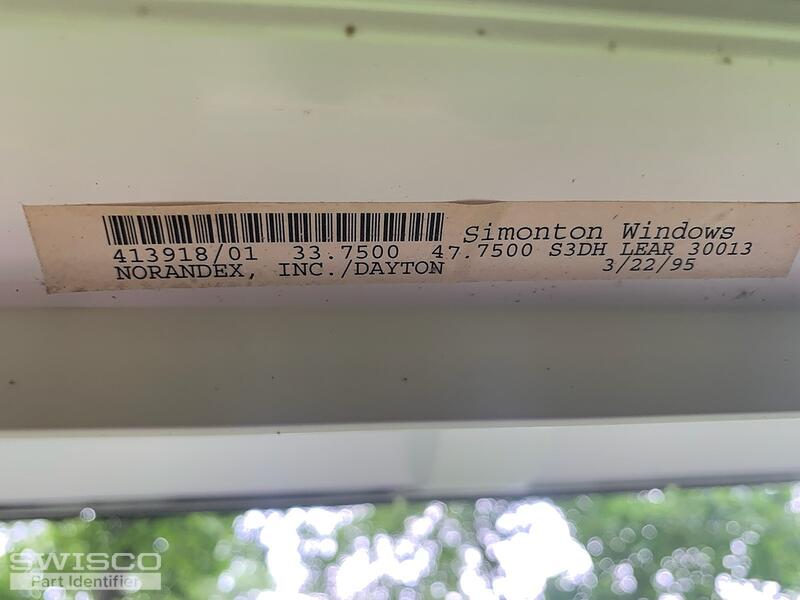 Simonton Windows
413918/01 33.7500 47.7500 S3DH LEAR 30013
NORANDEX, INC./DAYTON 3/22/95
SWISCO
Part Identifier